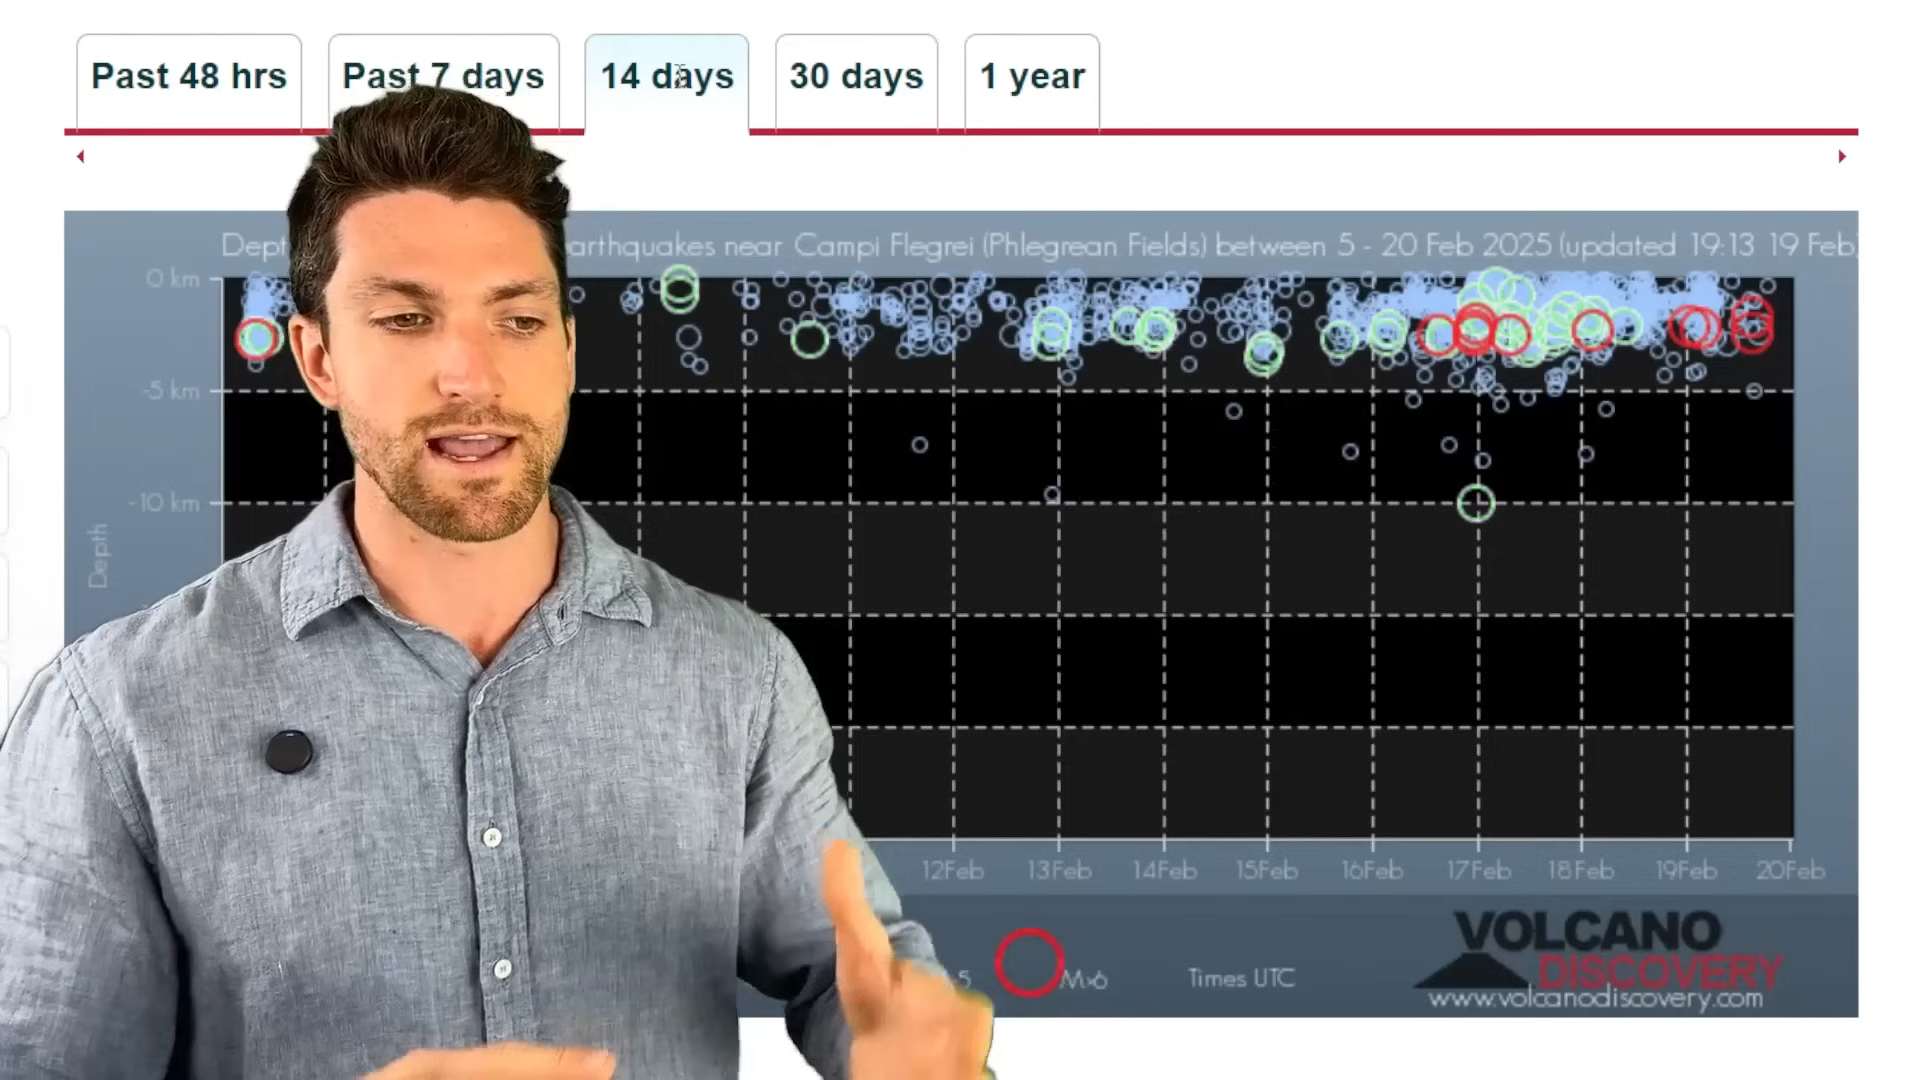 Past 48 hrs
Past 7 days
14 days
30 days
1 year
arthquakes near Campi Flegrei (Phlegrean Fields) between 5 - 20 Feb 2025 (updated 19:13 19 Feb
0 km
-5 km
-10 km
Depth
12Feb 13Feb 14Feb 15Feb 16Feb 17Feb 18Feb 19Feb 20Feb
5
M>6
Times UTC
VOLCANO
DISCOVERY
www.volcanodiscovery.com